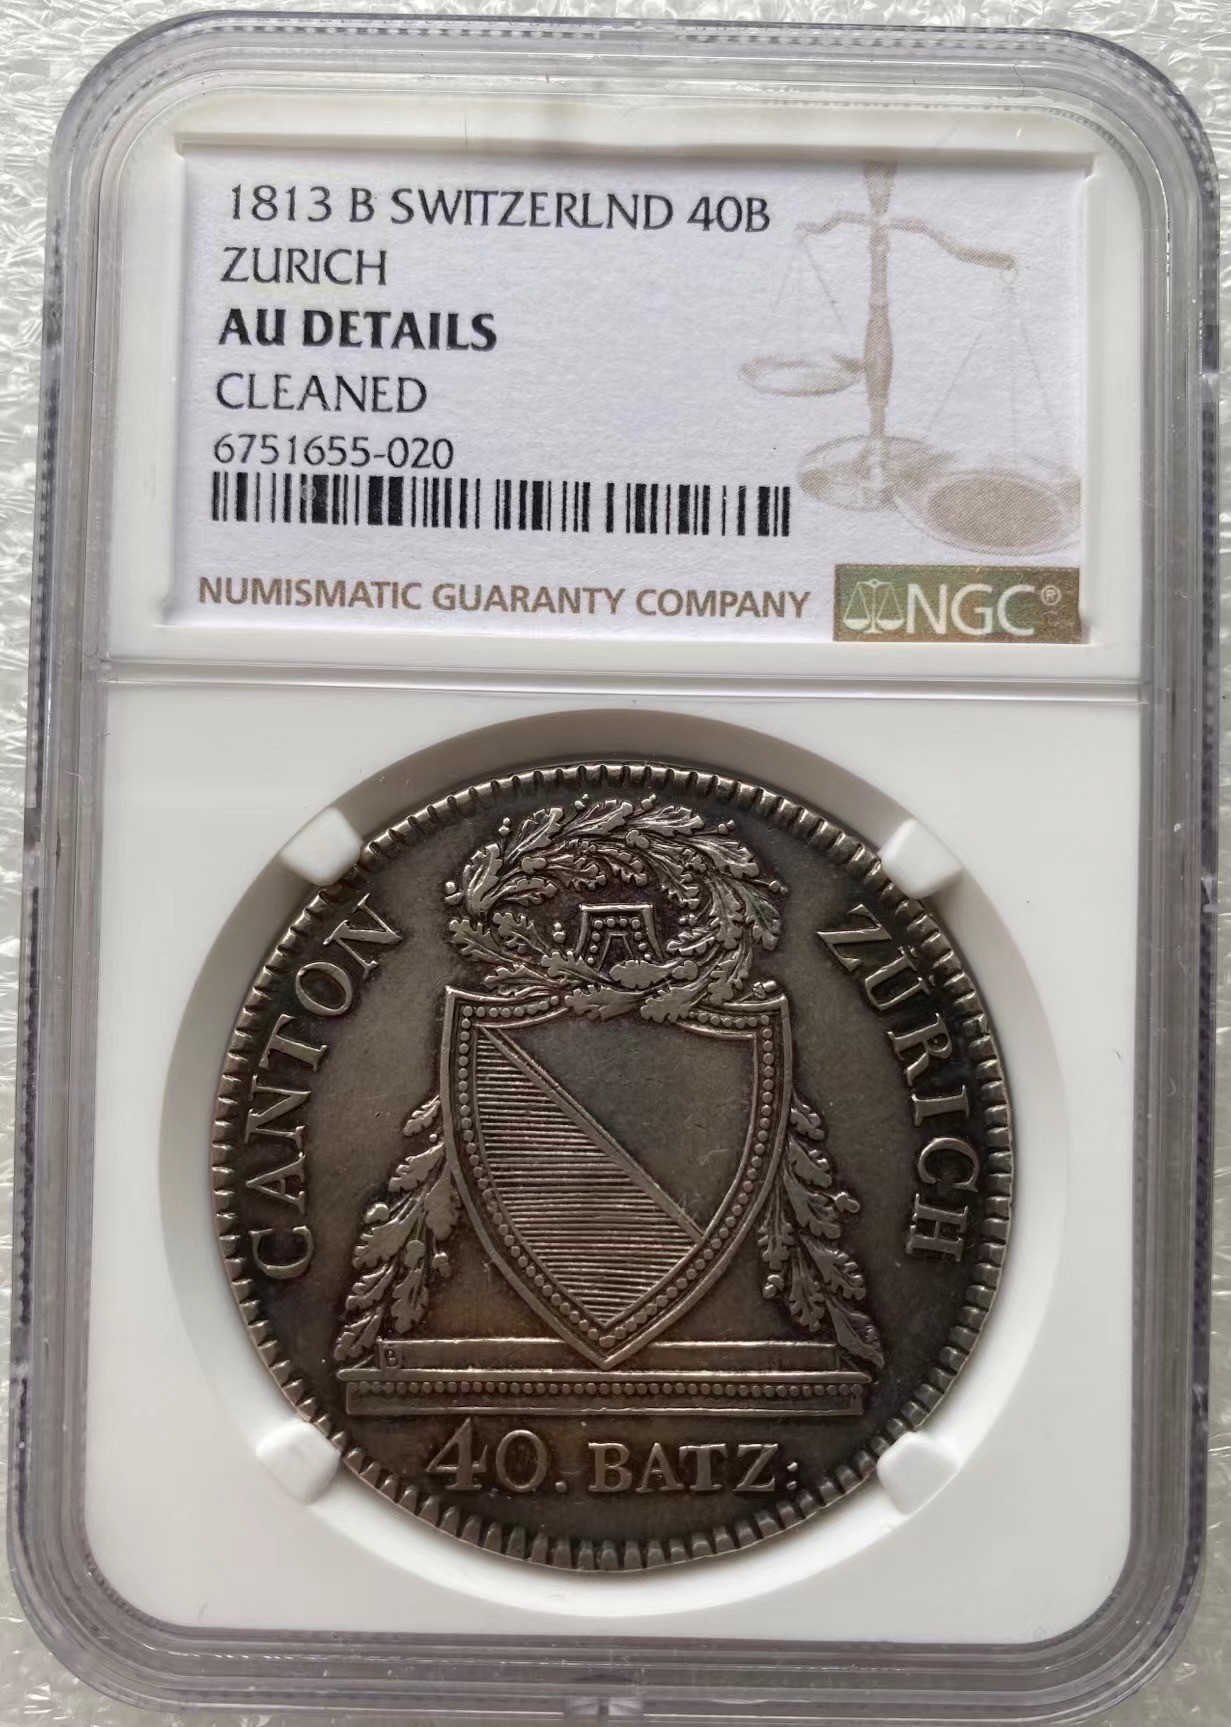 1813 B SWITZERLND 40B
ZURICH
AU DETAILS
CLEANED
6751655-020
NUMISMATIC GUARANTY COMPANY
NGC®
CANTON ZÜRICH
B
40. BATZ: